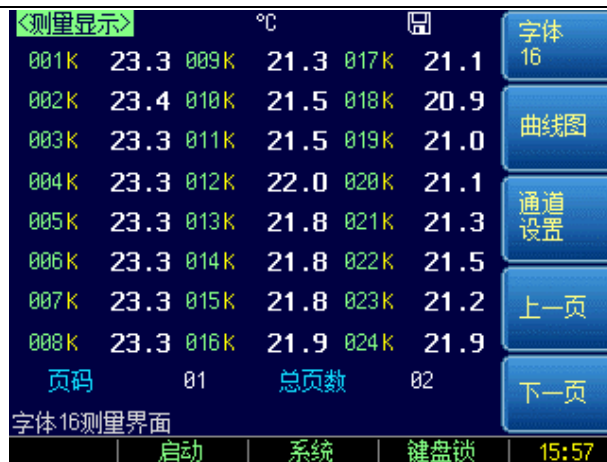 <测量显示> ℃
001K 23.3 009K 21.3 017K 21.1
002K 23.4 010K 21.5 018K 20.9
003K 23.3 011K 21.5 019K 21.0
004K 23.3 012K 22.0 020K 21.1
005K 23.3 013K 21.8 021K 21.3
006K 23.3 014K 21.8 022K 21.5
007K 23.3 015K 21.8 023K 21.2
008K 23.3 016K 21.9 024K 21.9
页码 01 总页数 02
字体16测量界面
字体
16
曲线图
通道
设置
上一页
下一页
启动 系统 键盘锁 15:57